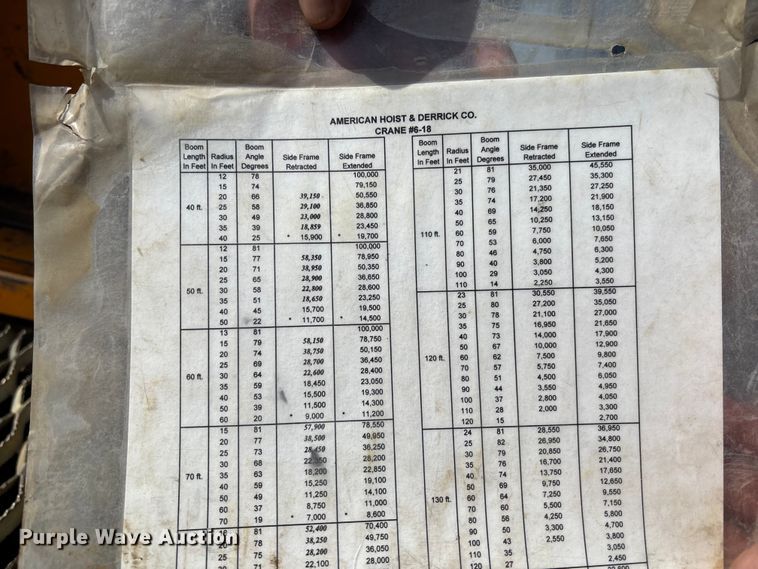 AMERICAN HOIST & DERRICK CO.
CRANE #6-18
Boom Length In Feet Radius In Feet Boom Angle Degrees Side Frame Retracted Side Frame Extended
40 ft.
12 78 100,000
15 74 79,150
20 66 39,150 50,550
25 58 29,100 36,850
30 49 23,000 28,800
35 39 18,859 23,450
40 25 * 15,900 * 19,700
50 ft.
12 81 100,000
15 77 58,350 78,950
20 71 38,950 50,350
25 65 28,900 36,650
30 58 22,800 28,600
35 51 18,650 23,250
40 45 15,700 19,500
50 22 * 11,700 * 14,500
60 ft.
13 81 100,000
15 79 58,150 78,750
20 74 38,750 50,150
25 69 28,700 36,450
30 64 22,600 28,400
35 59 18,450 23,050
40 53 15,500 19,300
50 39 11,500 14,300
60 20 * 9,000 * 11,200
70 ft.
15 81 57,900 78,550
20 77 38,500 49,950
25 73 28,450 36,250
30 68 22,350 28,200
35 63 18,200 22,850
40 59 15,250 19,100
50 49 11,250 14,100
60 37 8,750 11,000
70 19 * 7,000 * 8,600
81 52,400 70,400
20 78 38,250 49,750
25 75 28,200 36,050
71 22,100 28,000
Boom Length In Feet Radius In Feet Boom Angle Degrees Side Frame Retracted Side Frame Extended
110 ft.
21 81 35,000 45,550
25 79 27,450 35,300
30 76 21,350 27,250
35 74 17,200 21,900
40 69 14,250 18,150
50 65 10,250 13,150
60 59 7,750 10,050
70 53 6,000 7,650
80 46 4,750 6,300
90 40 3,800 5,200
100 29 3,050 4,300
110 14 2,250 3,550
120 ft.
23 81 30,550 39,550
25 80 27,200 35,050
30 78 21,100 27,000
35 75 16,950 21,650
40 73 14,000 17,900
50 67 10,000 12,900
60 62 7,500 9,800
70 57 5,750 7,400
80 51 4,500 6,050
90 44 3,550 4,950
100 37 2,800 4,050
110 28 2,000 3,300
120 15 2,700
130 ft.
24 81 28,550 36,950
25 82 26,950 34,800
30 79 20,850 26,750
35 76 16,700 21,400
40 74 13,750 17,650
50 69 9,750 12,650
60 64 7,250 9,550
70 60 5,500 7,150
80 56 4,250 5,800
90 50 3,300 4,700
100 43 2,550 3,800
110 35 3,050
120 27 2,450
Purple Wave Auction